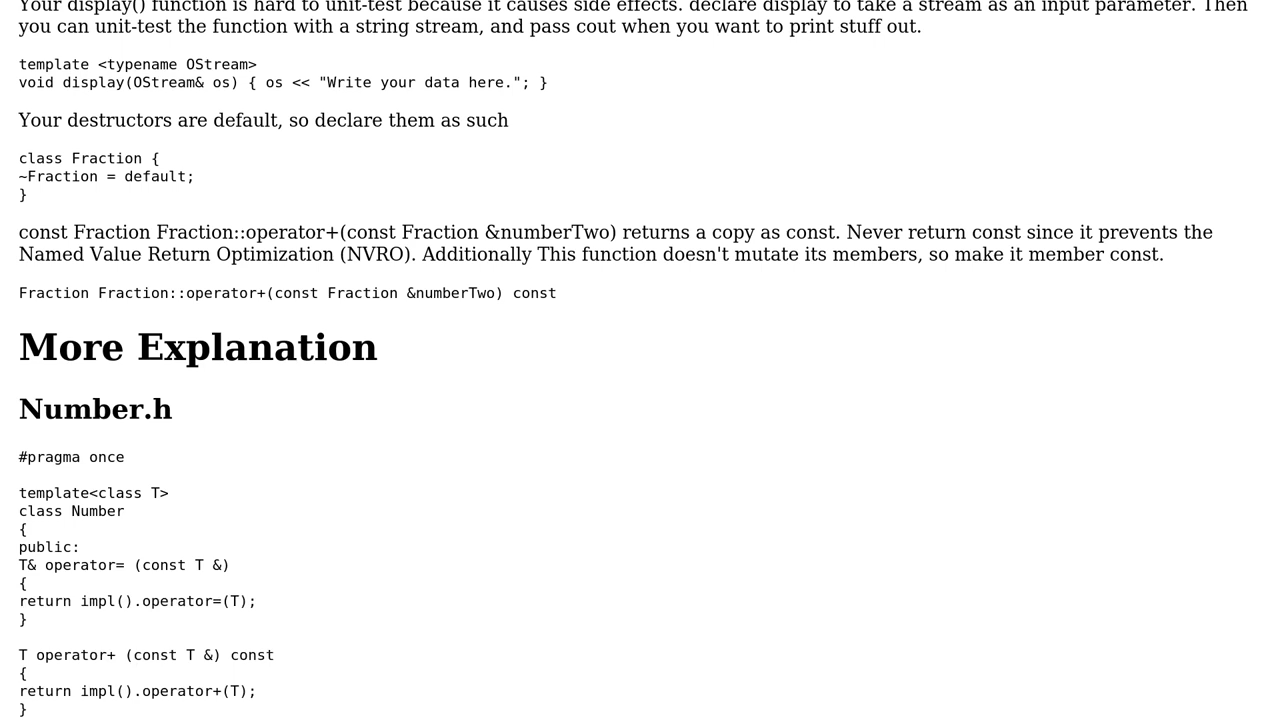 Your display() function is hard to unit-test because it causes side effects. declare display to take a stream as an input parameter. Then
you can unit-test the function with a string stream, and pass cout when you want to print stuff out.
template <typename OStream>
void display(OStream& os) { os << "Write your data here."; }
Your destructors are default, so declare them as such
class Fraction {
~Fraction = default;
}
const Fraction Fraction::operator+(const Fraction &numberTwo) returns a copy as const. Never return const since it prevents the
Named Value Return Optimization (NVRO). Additionally This function doesn't mutate its members, so make it member const.
Fraction Fraction::operator+(const Fraction &numberTwo) const
More Explanation
Number.h
#pragma once
template<class T>
class Number
{
public:
T& operator= (const T &)
{
return impl().operator=(T);
}
T operator+ (const T &) const
{
return impl().operator+(T);
}